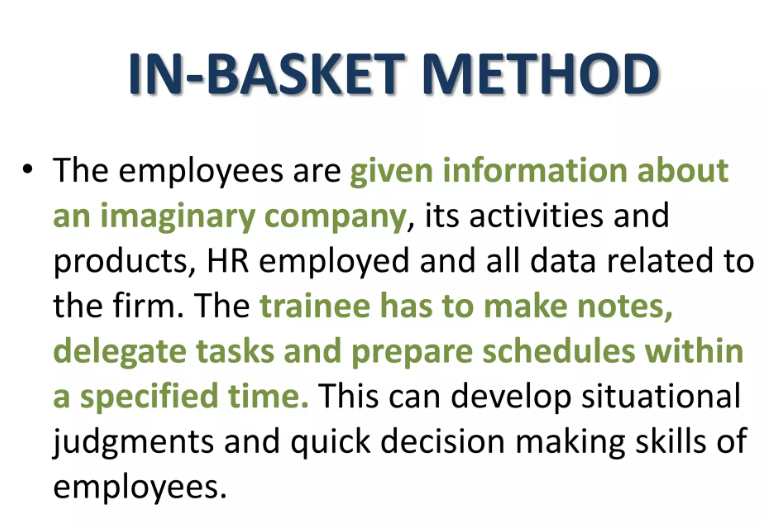 IN-BASKET METHOD
• The employees are given information about
an imaginary company, its activities and
products, HR employed and all data related to
the firm. The trainee has to make notes,
delegate tasks and prepare schedules within
a specified time. This can develop situational
judgments and quick decision making skills of
employees.